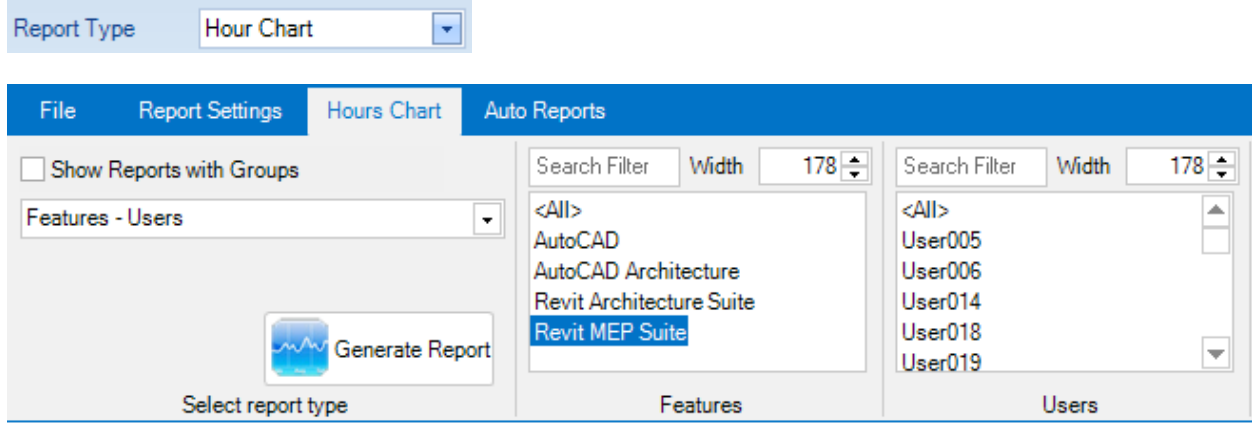 Report Type Hour Chart
File Report Settings Hours Chart Auto Reports
Show Reports with Groups
Features - Users
Generate Report
Select report type
Search Filter Width 178
<All>
AutoCAD
AutoCAD Architecture
Revit Architecture Suite
Revit MEP Suite
Features
Search Filter Width 178
<All>
User005
User006
User014
User018
User019
Users